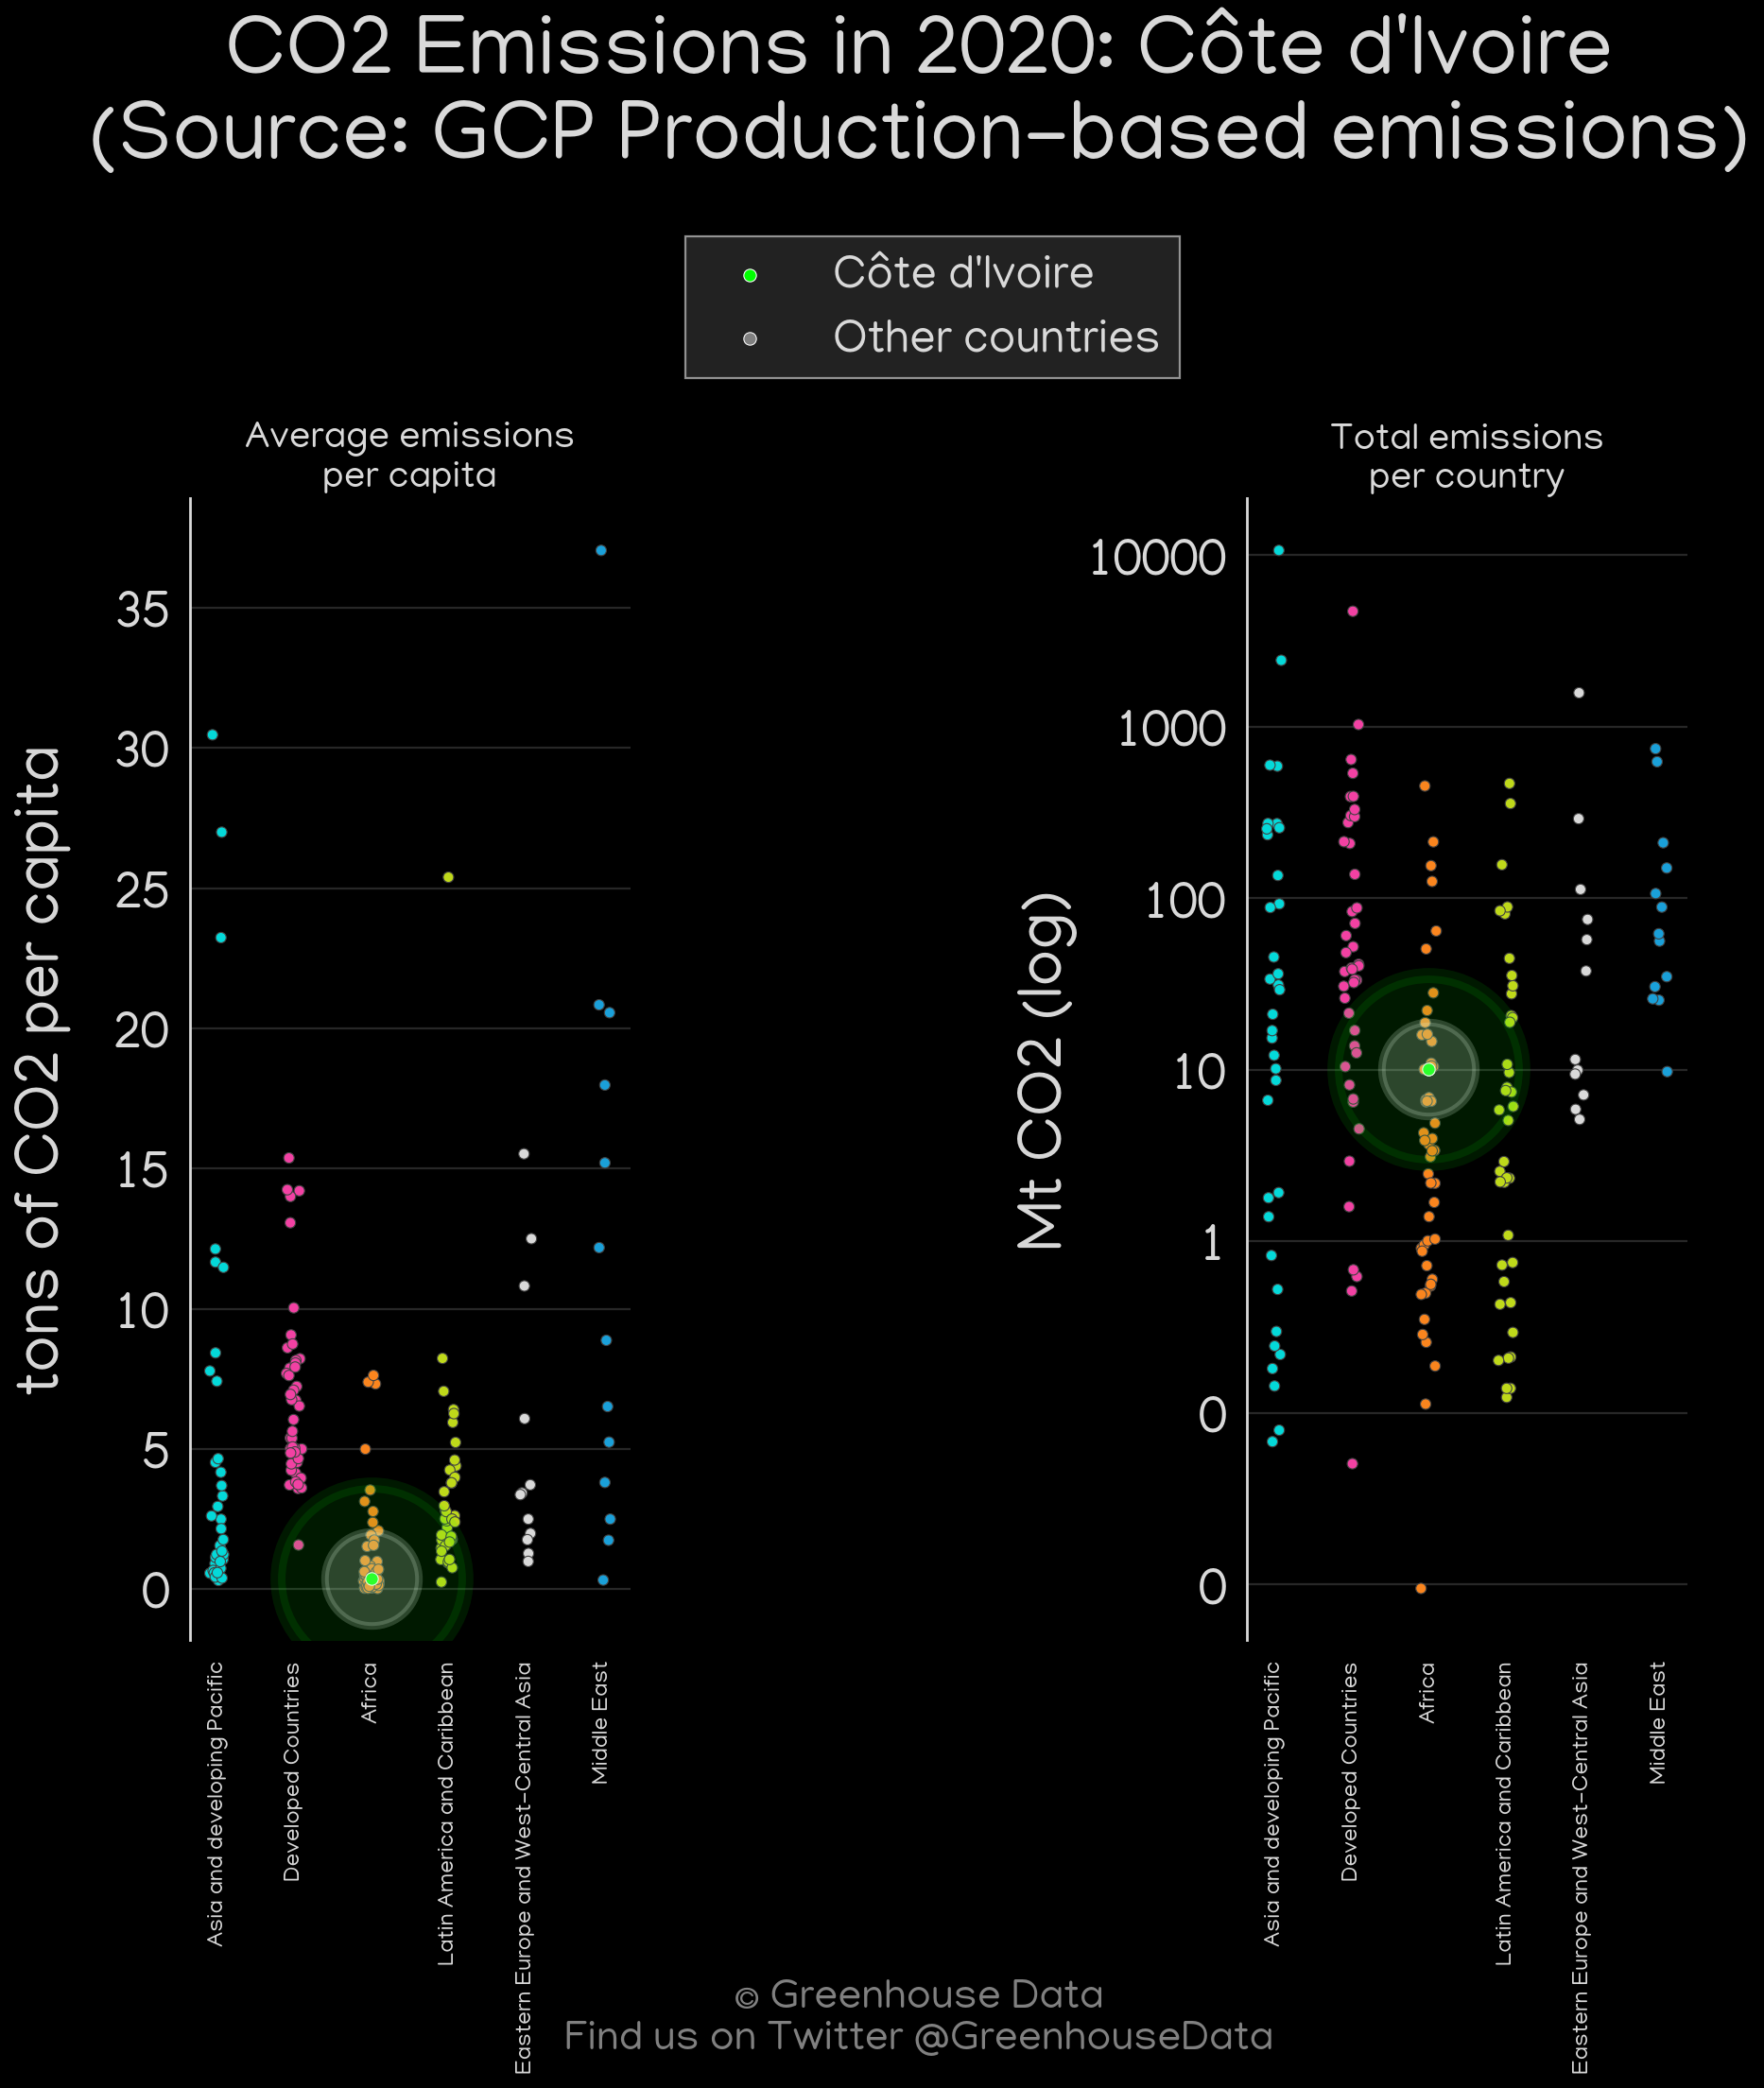 CO2 Emissions in 2020: Côte d'Ivoire
(Source: GCP Production-based emissions)
Côte d'Ivoire
Other countries
Average emissions
per capita
tons of CO2 per capita
35
30
25
20
15
10
5
0
Asia and developing Pacific
Developed Countries
Africa
Latin America and Caribbean
Eastern Europe and West-Central Asia
Middle East
Total emissions
per country
Mt CO2 (log)
10000
1000
100
10
1
0
0
Asia and developing Pacific
Developed Countries
Africa
Latin America and Caribbean
Eastern Europe and West-Central Asia
Middle East
© Greenhouse Data
Find us on Twitter @GreenhouseData